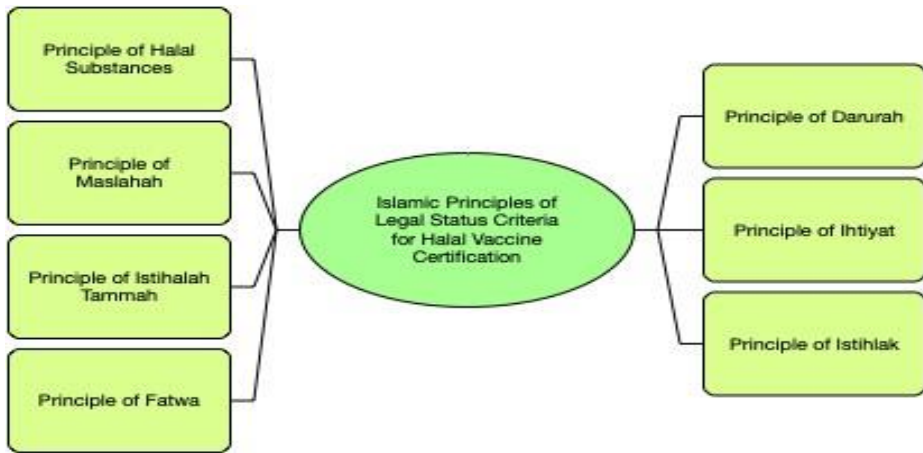 Principle of Halal
Substances
Principle of
Maslahah
Principle of Istihalah
Tammah
Principle of Fatwa
Islamic Principles of
Legal Status Criteria
for Halal Vaccine
Certification
Principle of Darurah
Principle of Ihtiyat
Principle of Istihlak